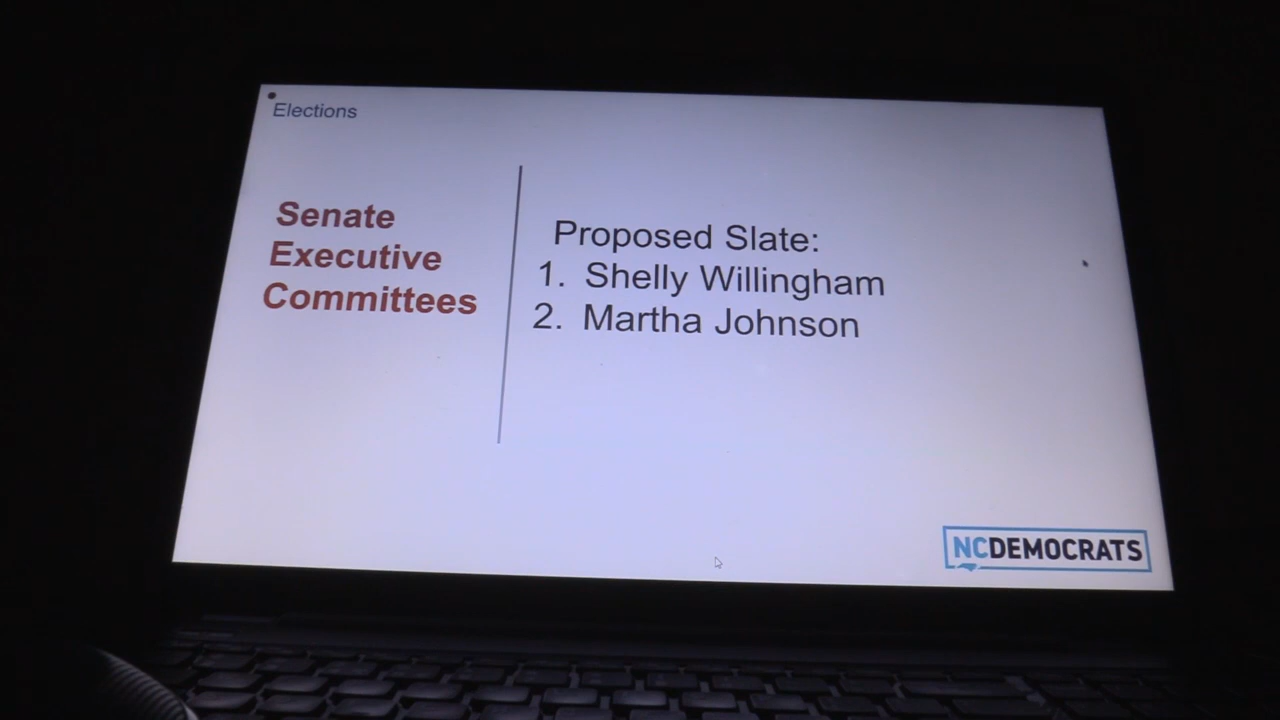 Elections
Senate
Executive
Committees
Proposed Slate:
1. Shelly Willingham
2. Martha Johnson
NCDEMOCRATS